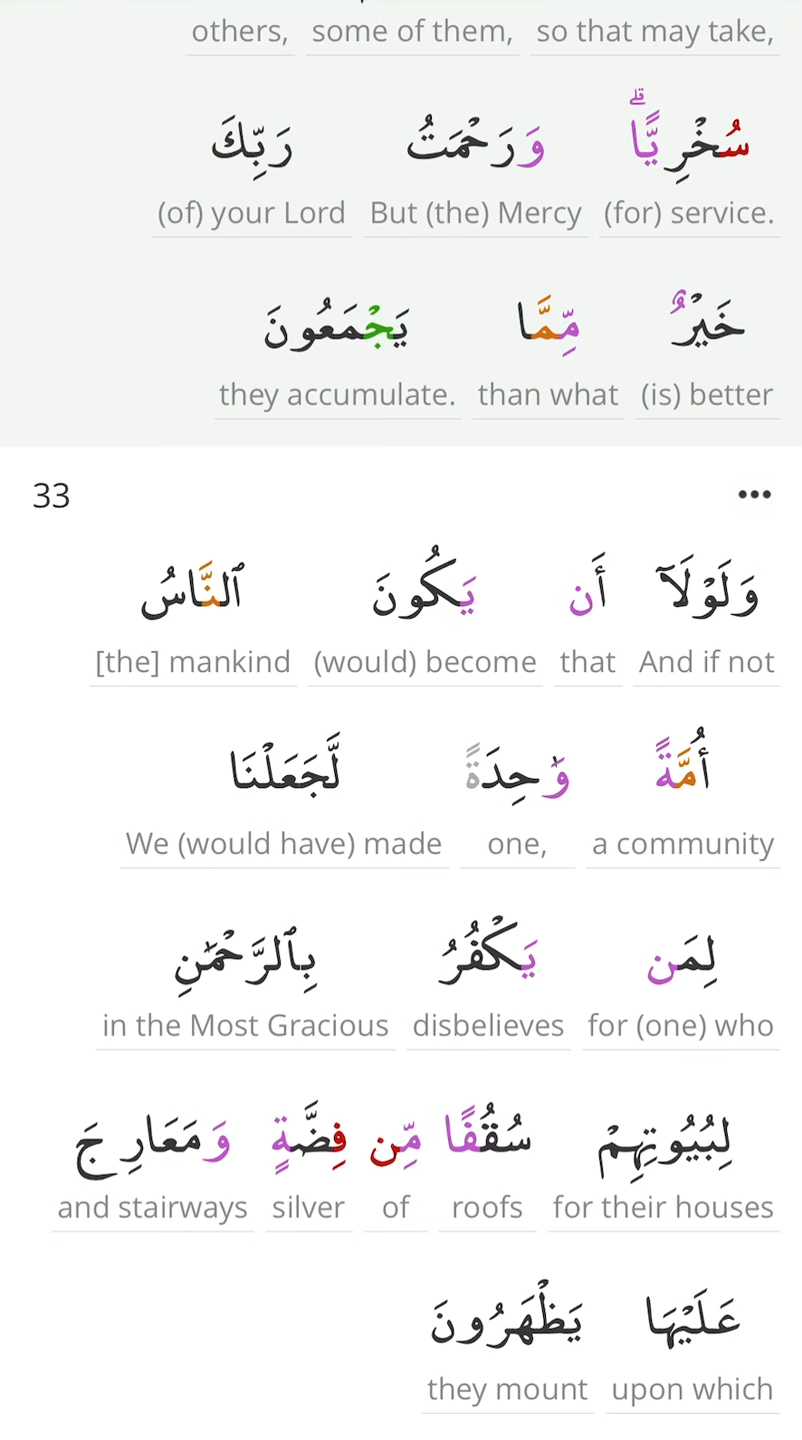 others, some of them, so that may take,
سُخْرِيًّا ۗ وَرَحْمَتُ رَبِّكَ
(of) your Lord But (the) Mercy (for) service.
خَيْرٌ مِّمَّا يَجْمَعُونَ
they accumulate. than what (is) better
33
وَلَوْلَآ أَن يَكُونَ ٱلنَّاسُ
[the] mankind (would) become that And if not
أُمَّةً وَٰحِدَةً لَّجَعَلْنَا
We (would have) made one, a community
لِمَن يَكْفُرُ بِٱلرَّحْمَٰنِ
in the Most Gracious disbelieves for (one) who
لِبُيُوتِهِمْ سُقُفًا مِّن فِضَّةٍ وَمَعَارِجَ
and stairways silver of roofs for their houses
عَلَيْهَا يَظْهَرُونَ
they mount upon which